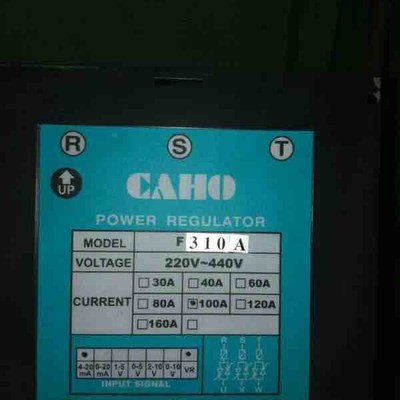 R S T
UP
CAHO
POWER REGULATOR
MODEL F310A
VOLTAGE 220V~440V
CURRENT
30A 40A 60A
80A 100A 120A
160A
4-20 mA 0-20 mA 1-5 V 0-5 V 2-10 V 0-10 V VR
INPUT SIGNAL
R S T
U V W